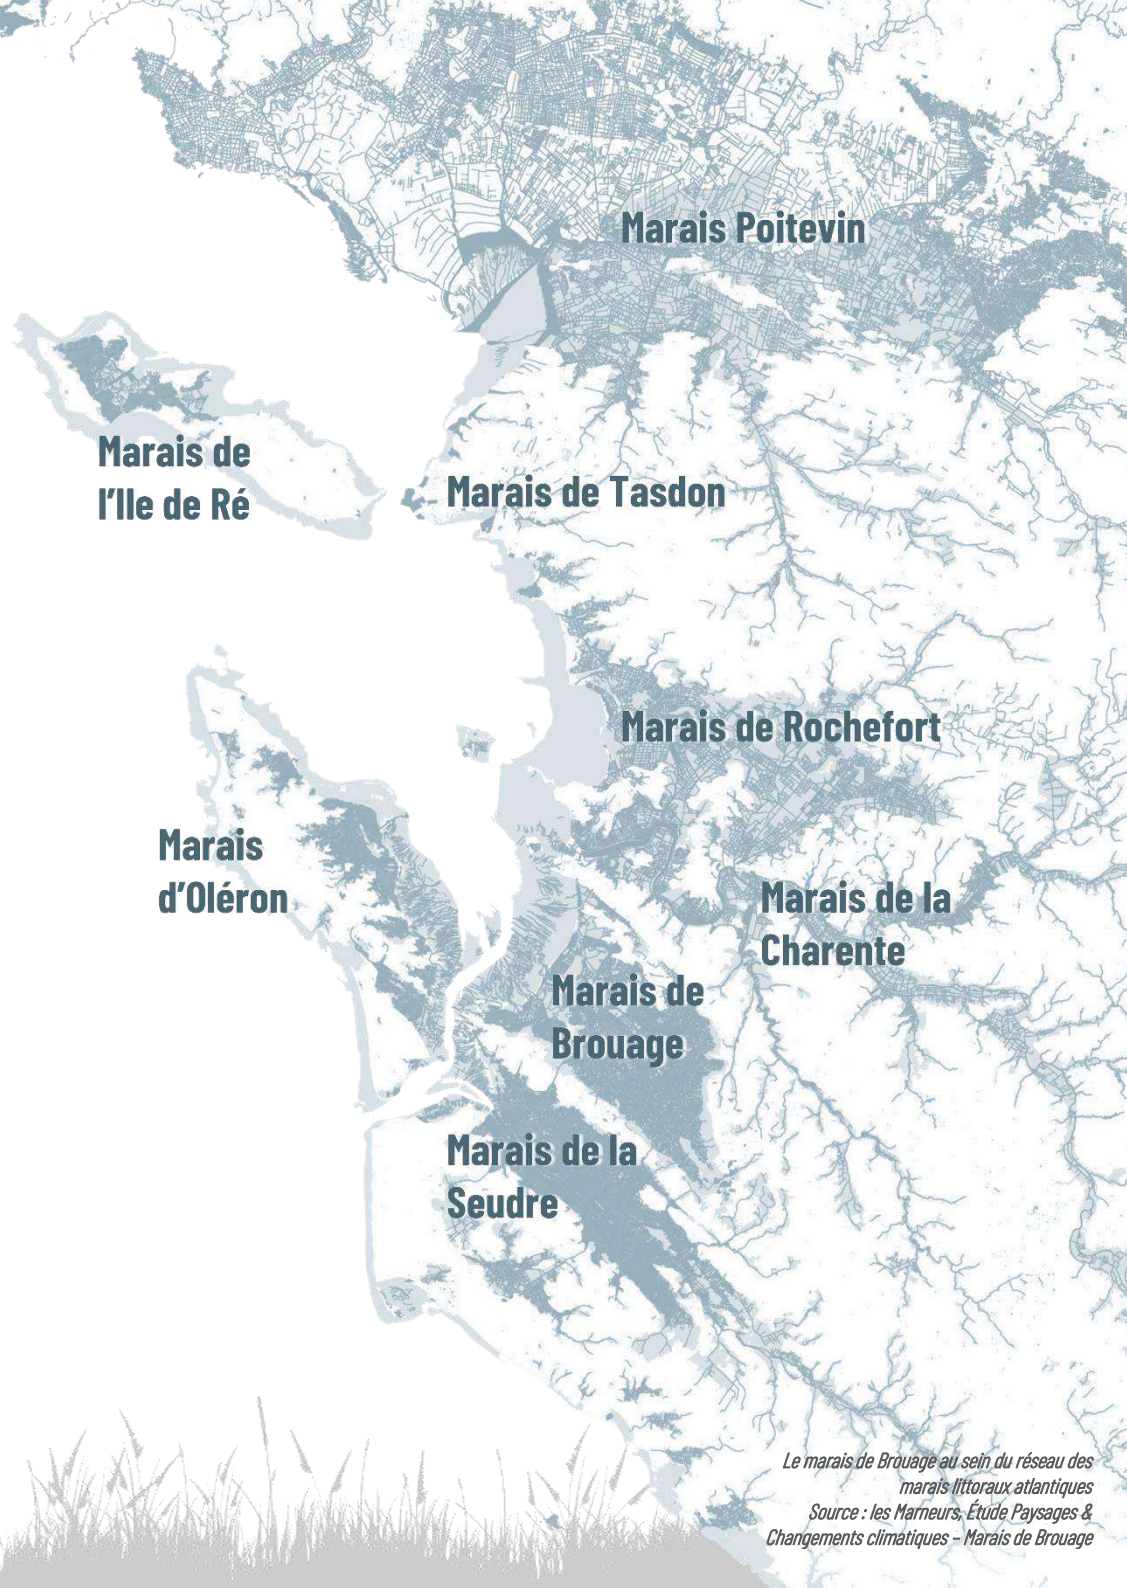 Marais Poitevin
Marais de
l'Ile de Ré
Marais de Tasdon
Marais de Rochefort
Marais
d'Oléron
Marais de la
Charente
Marais de
Brouage
Marais de la
Seudre
Le marais de Brouage au sein du réseau des
marais littoraux atlantiques
Source : les Marneurs, Étude Paysages &
Changements climatiques – Marais de Brouage